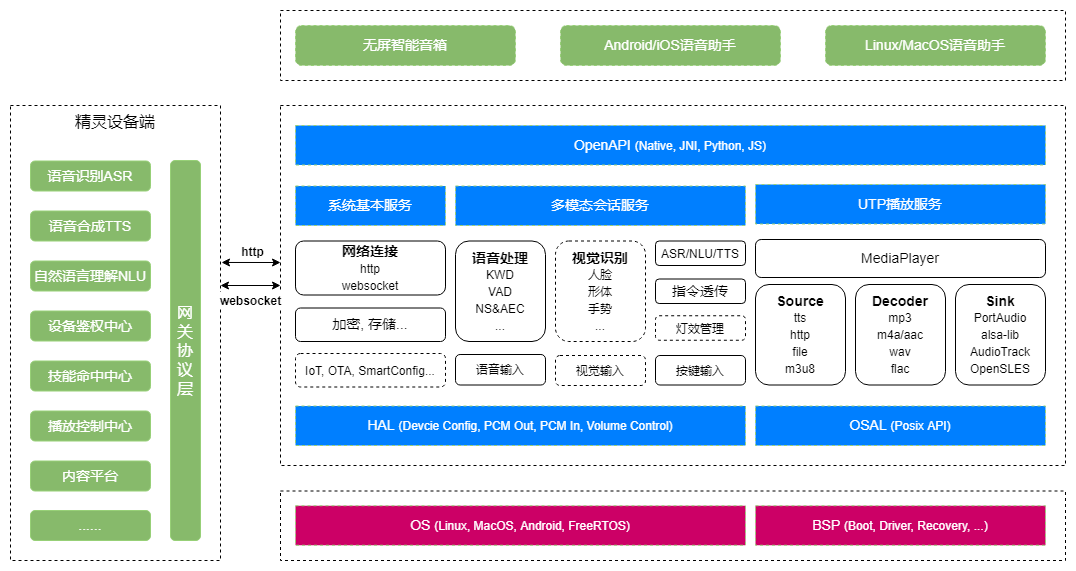 无屏智能音箱
Android/iOS语音助手
Linux/MacOS语音助手
精灵设备端
语音识别ASR
语音合成TTS
自然语言理解NLU
设备鉴权中心
技能命中中心
播放控制中心
内容平台
......
网关协议层
http
websocket
OpenAPI (Native, JNI, Python, JS)
系统基本服务
多模态会话服务
UTP播放服务
网络连接
http
websocket
加密, 存储...
IoT, OTA, SmartConfig...
语音处理
KWD
VAD
NS&AEC
...
语音输入
视觉识别
人脸
形体
手势
...
视觉输入
ASR/NLU/TTS
指令透传
灯效管理
按键输入
MediaPlayer
Source
tts
http
file
m3u8
Decoder
mp3
m4a/aac
wav
flac
Sink
PortAudio
alsa-lib
AudioTrack
OpenSLES
HAL (Devcie Config, PCM Out, PCM In, Volume Control)
OSAL (Posix API)
OS (Linux, MacOS, Android, FreeRTOS)
BSP (Boot, Driver, Recovery, ...)